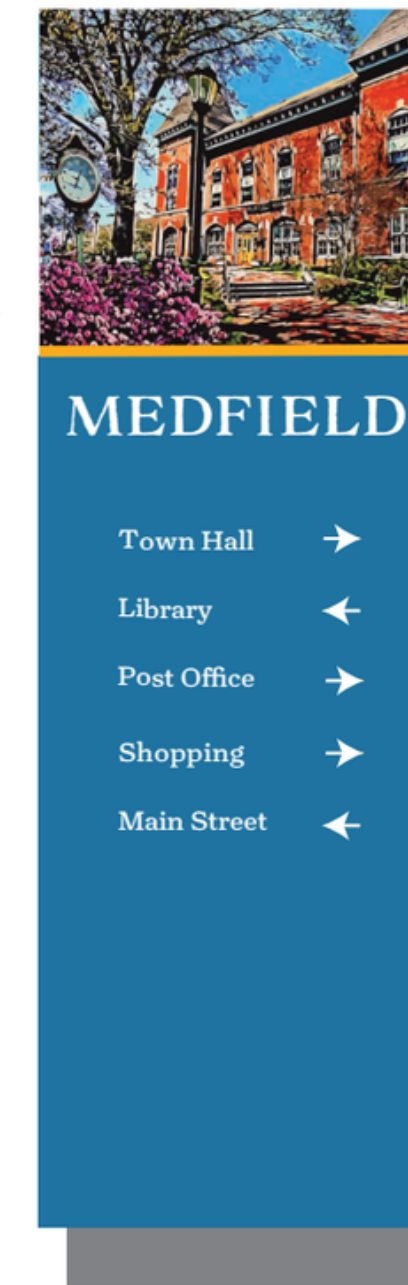 MEDFIELD
Town Hall
Library
Post Office
Shopping
Main Street